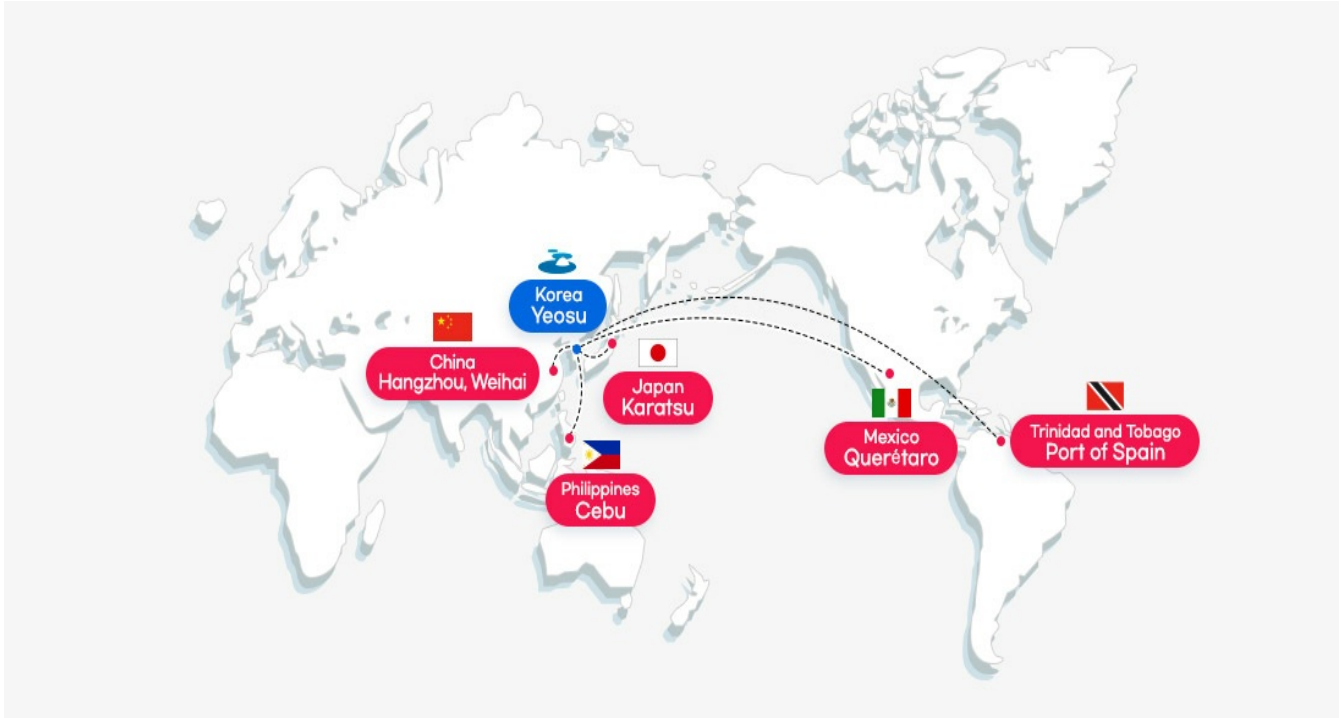 Korea
Yeosu
China
Hangzhou, Weihai
Japan
Karatsu
Philippines
Cebu
Mexico
Querétaro
Trinidad and Tobago
Port of Spain